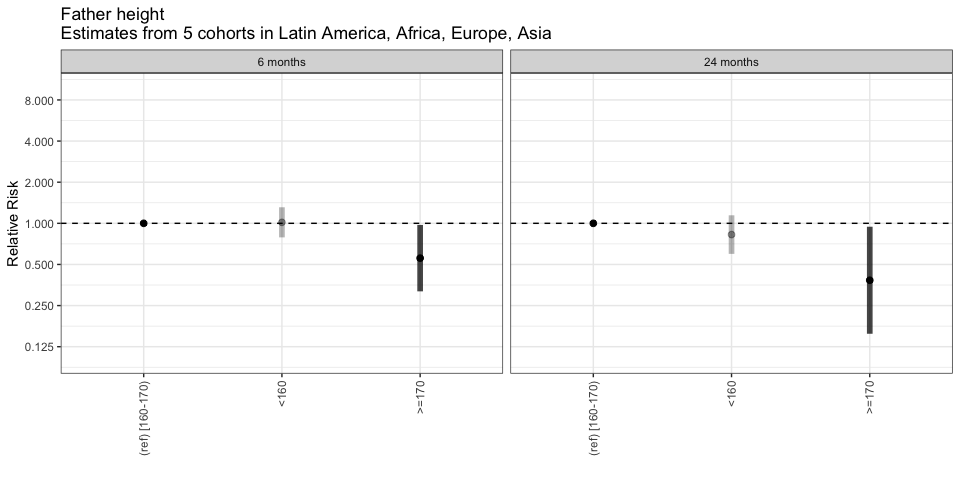 Father height
Estimates from 5 cohorts in Latin America, Africa, Europe, Asia
6 months
24 months
Relative Risk
8.000
4.000
2.000
1.000
0.500
0.250
0.125
(ref) [160-170)
<160
>=170
(ref) [160-170)
<160
>=170